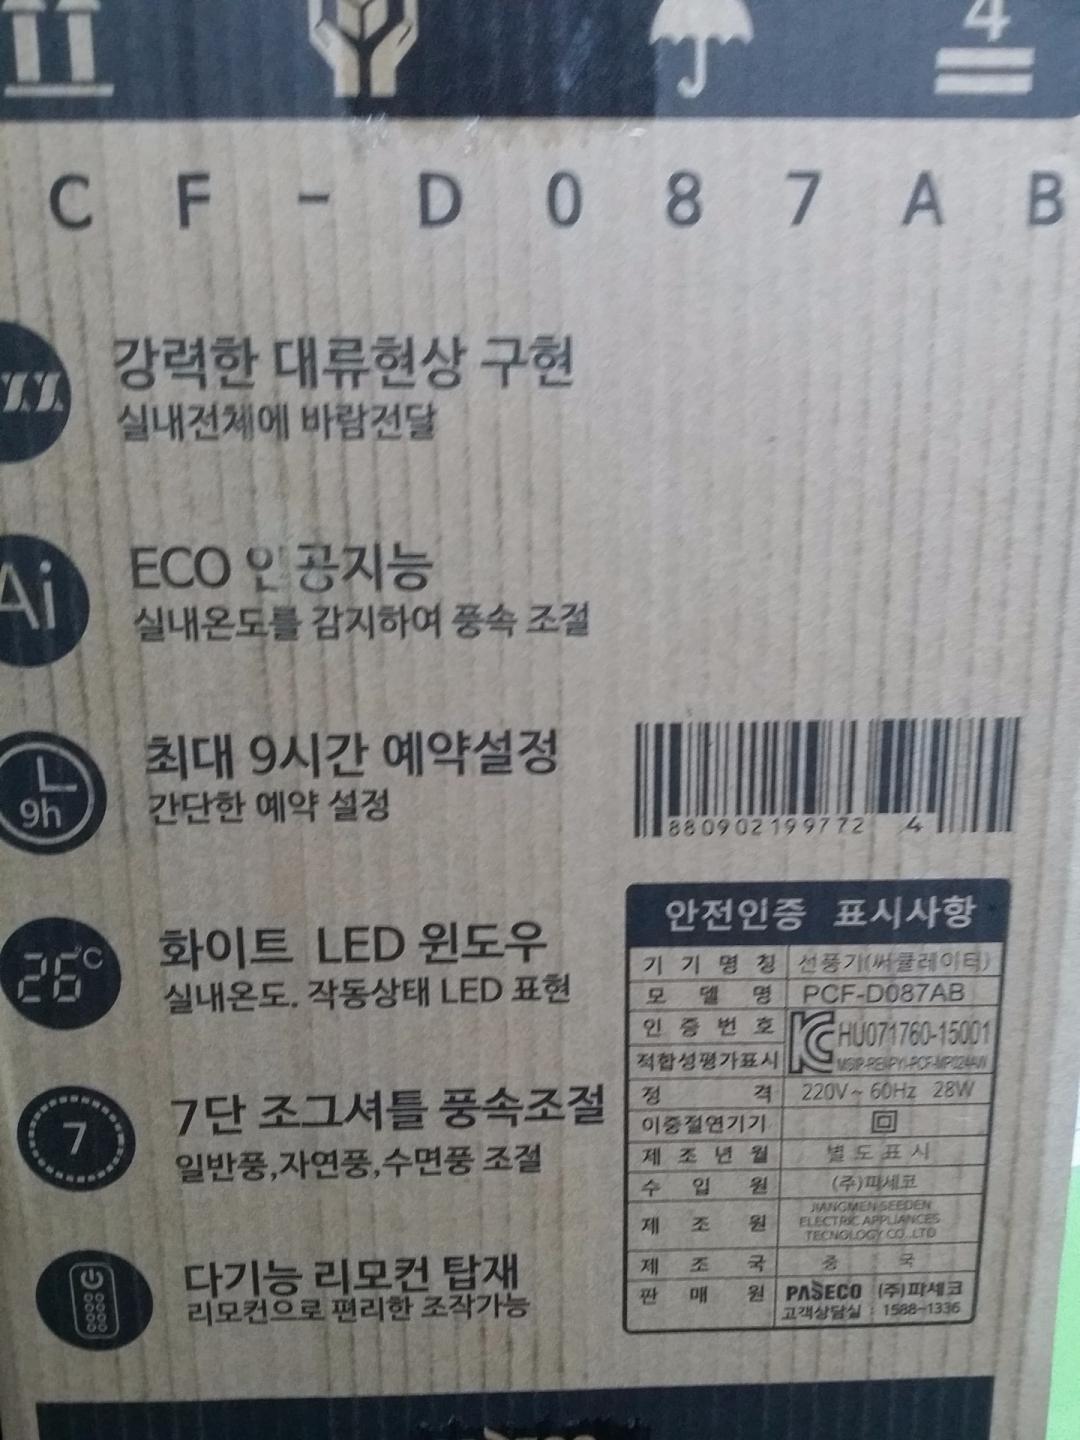 4
CF-D087AB
강력한 대류현상 구현
실내전체에 바람전달
Ai
ECO 인공지능
실내온도를 감지하여 풍속 조절
9h
최대 9시간 예약설정
간단한 예약 설정
26°C
화이트 LED 윈도우
실내온도. 작동상태 LED 표현
7
7단 조그셔틀 풍속조절
일반풍,자연풍,수면풍 조절
다기능 리모컨 탑재
리모컨으로 편리한 조작가능
8809021997724
안전인증 표시사항
기기명칭 선풍기(써큘레이터)
모델명 PCF-D087AB
인증번호 HU071760-15001
적합성평가표시 MSIP-REI-PYI-PCF-MP024AW
정격 220V~ 60Hz 28W
이중절연기기
제조년월 별도표시
수입원 (주)파세코
제조원 JIANGMEN SEEDEN
ELECTRIC APPLIANCES
TECNOLOGY CO.,LTD
제조국 중국
판매원 PASECO (주)파세코
고객상담실 : 1588-1336